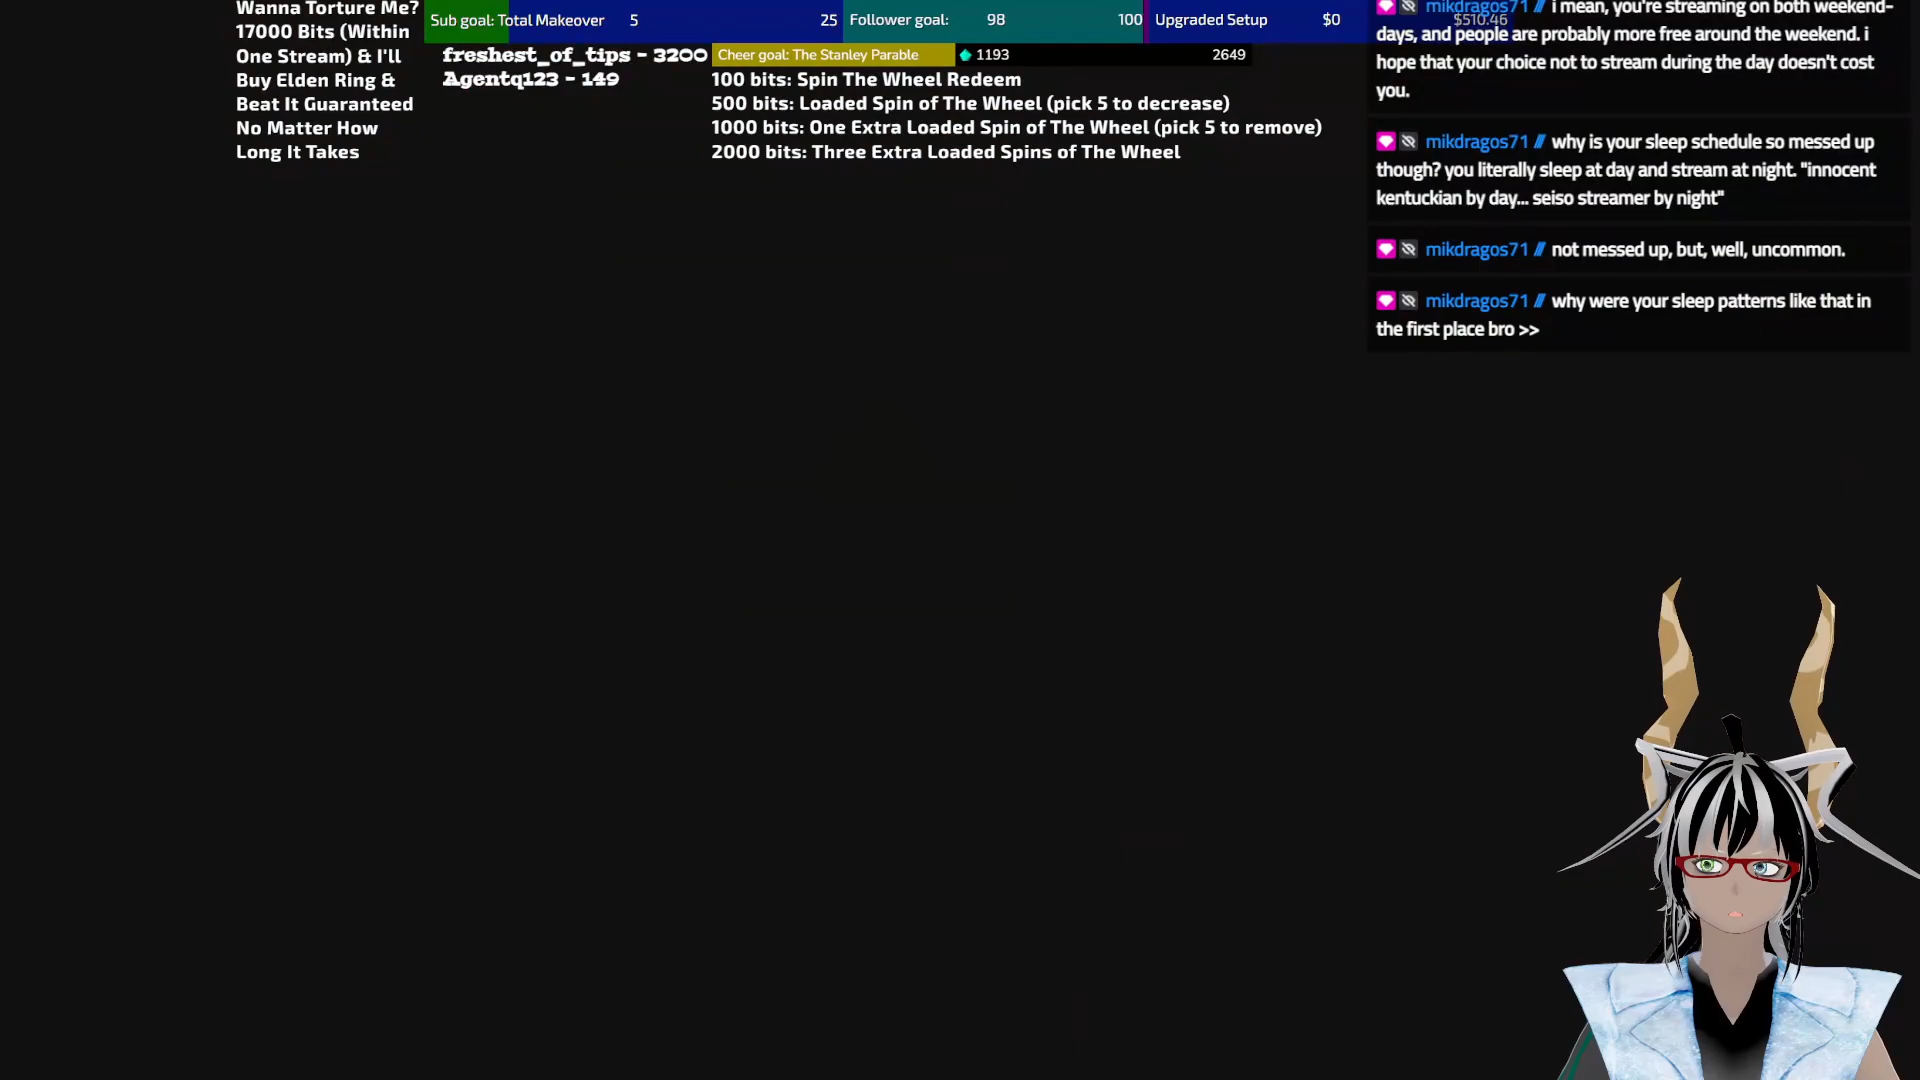 Wanna Torture Me?
17000 Bits (Within
One Stream) & I'll
Buy Elden Ring &
Beat It Guaranteed
No Matter How
Long It Takes
Sub goal: Total Makeover 5 25
Follower goal: 98 100
Upgraded Setup $0 $510.46
freshest_of_tips - 3200
Agentq123 - 149
Cheer goal: The Stanley Parable 1193 2649
100 bits: Spin The Wheel Redeem
500 bits: Loaded Spin of The Wheel (pick 5 to decrease)
1000 bits: One Extra Loaded Spin of The Wheel (pick 5 to remove)
2000 bits: Three Extra Loaded Spins of The Wheel
mikdragos71 // i mean, you're streaming on both weekend-
days, and people are probably more free around the weekend. i
hope that your choice not to stream during the day doesn't cost
you.
mikdragos71 // why is your sleep schedule so messed up
though? you literally sleep at day and stream at night. "innocent
kentuckian by day... seiso streamer by night"
mikdragos71 // not messed up, but, well, uncommon.
mikdragos71 // why were your sleep patterns like that in
the first place bro >>